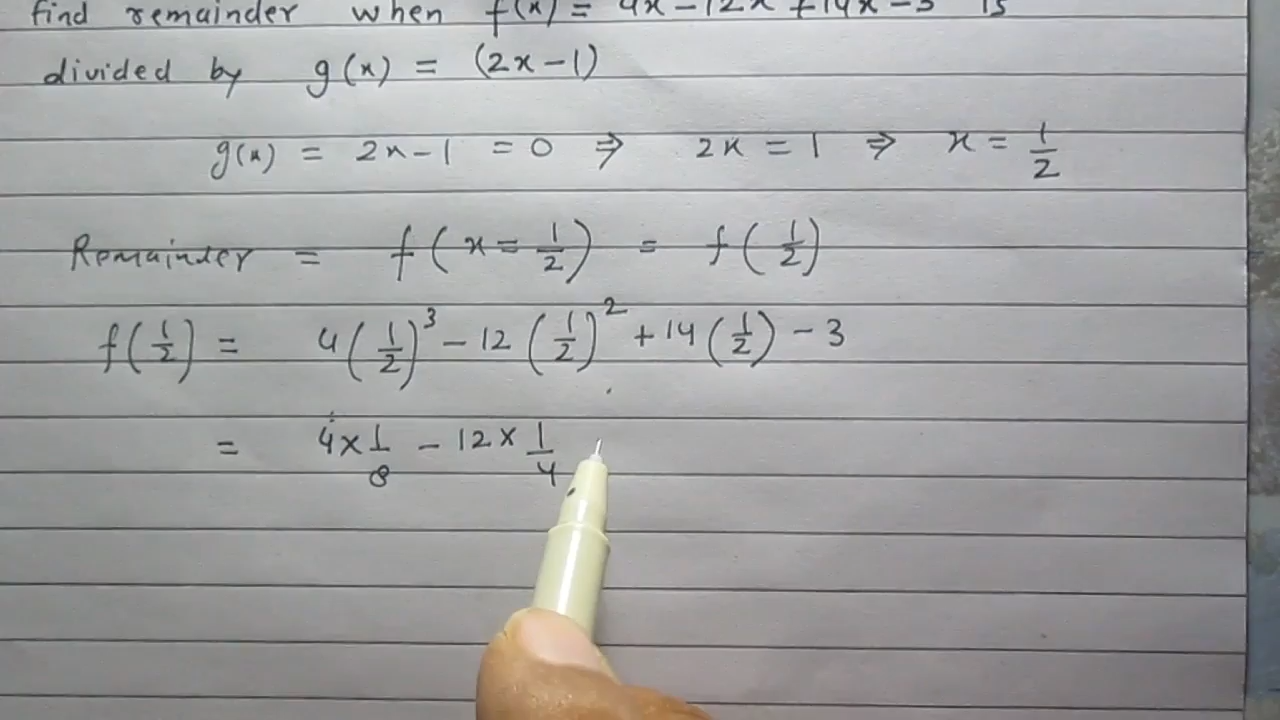 find remainder when f(x) = 4x - 12x + 14x - 3 is
divided by g(x) = (2x-1)
g(x) = 2x-1 = 0 ⇒ 2x = 1 ⇒ x = 1/2
Remainder = f(x = 1/2) = f(1/2)
f(1/2) = 4(1/2)³ - 12(1/2)² + 14(1/2) - 3
= 4 × 1/8 - 12 × 1/4